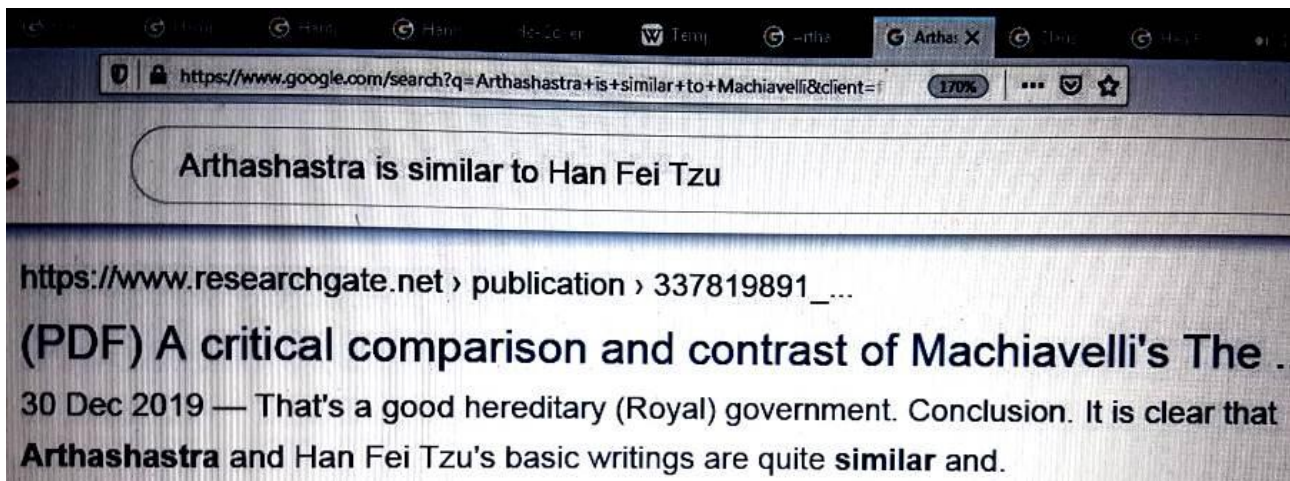 Arthas
https://www.google.com/search?q=Arthashastra+is+similar+to+Machiavelli&client=f 170%
Arthashastra is similar to Han Fei Tzu
https://www.researchgate.net › publication › 337819891_...
(PDF) A critical comparison and contrast of Machiavelli's The ...
30 Dec 2019 — That's a good hereditary (Royal) government. Conclusion. It is clear that
Arthashastra and Han Fei Tzu's basic writings are quite similar and.